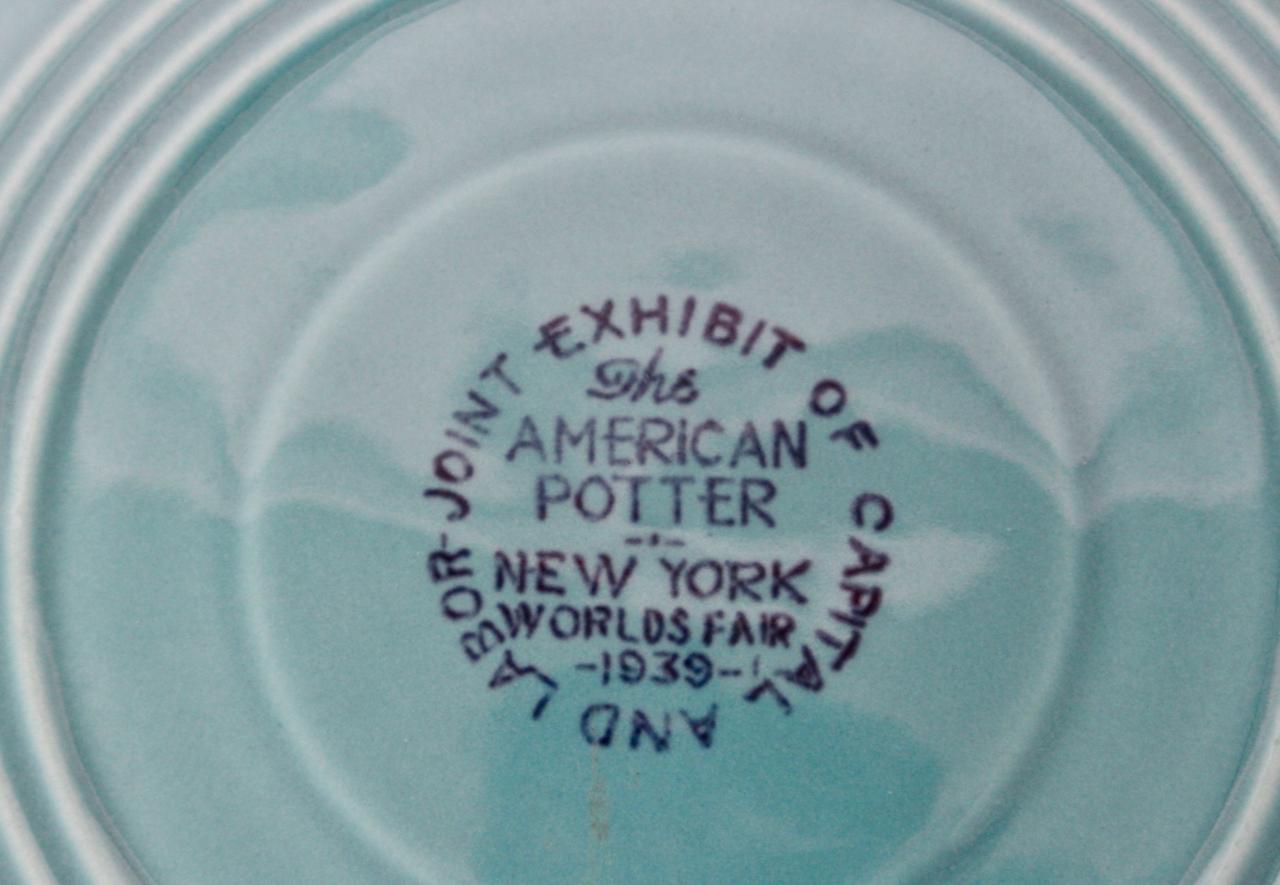 JOINT EXHIBIT OF CAPITAL AND LABOR
The
AMERICAN
POTTER
NEW YORK
WORLDS FAIR
-1939-